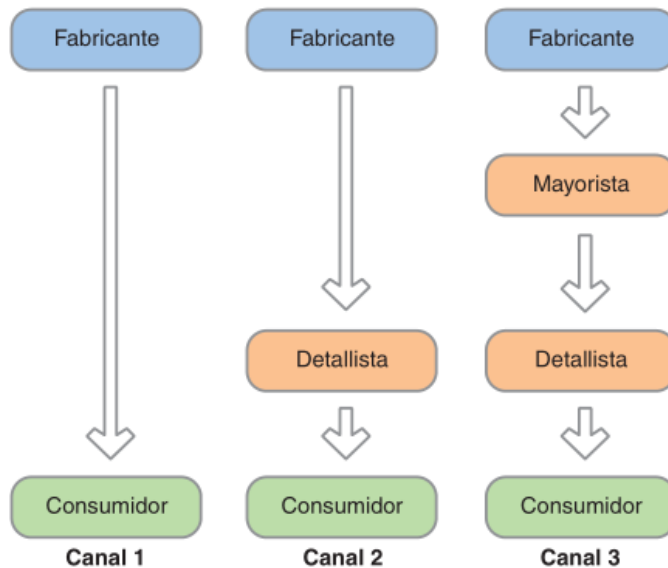 Fabricante
Fabricante
Fabricante
Mayorista
Detallista
Detallista
Consumidor
Consumidor
Consumidor
Canal 1
Canal 2
Canal 3